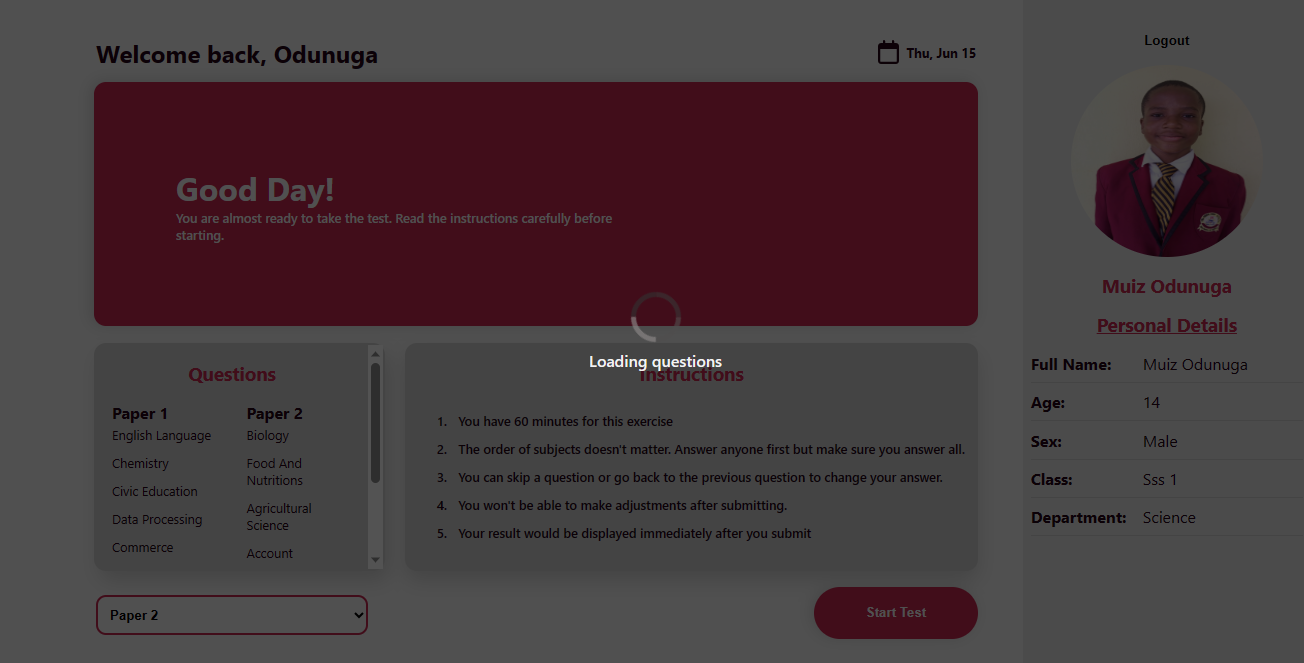 Welcome back, Odunuga
Thu, Jun 15
Logout
Good Day!
You are almost ready to take the test. Read the instructions carefully before
starting.
Loading questions
Muiz Odunuga
Personal Details
Full Name: Muiz Odunuga
Age: 14
Sex: Male
Class: Sss 1
Department: Science
Questions
Paper 1
English Language
Chemistry
Civic Education
Data Processing
Commerce
Paper 2
Biology
Food And
Nutritions
Agricultural
Science
Account
Instructions
1. You have 60 minutes for this exercise
2. The order of subjects doesn't matter. Answer anyone first but make sure you answer all.
3. You can skip a question or go back to the previous question to change your answer.
4. You won't be able to make adjustments after submitting.
5. Your result would be displayed immediately after you submit
Paper 2
Start Test